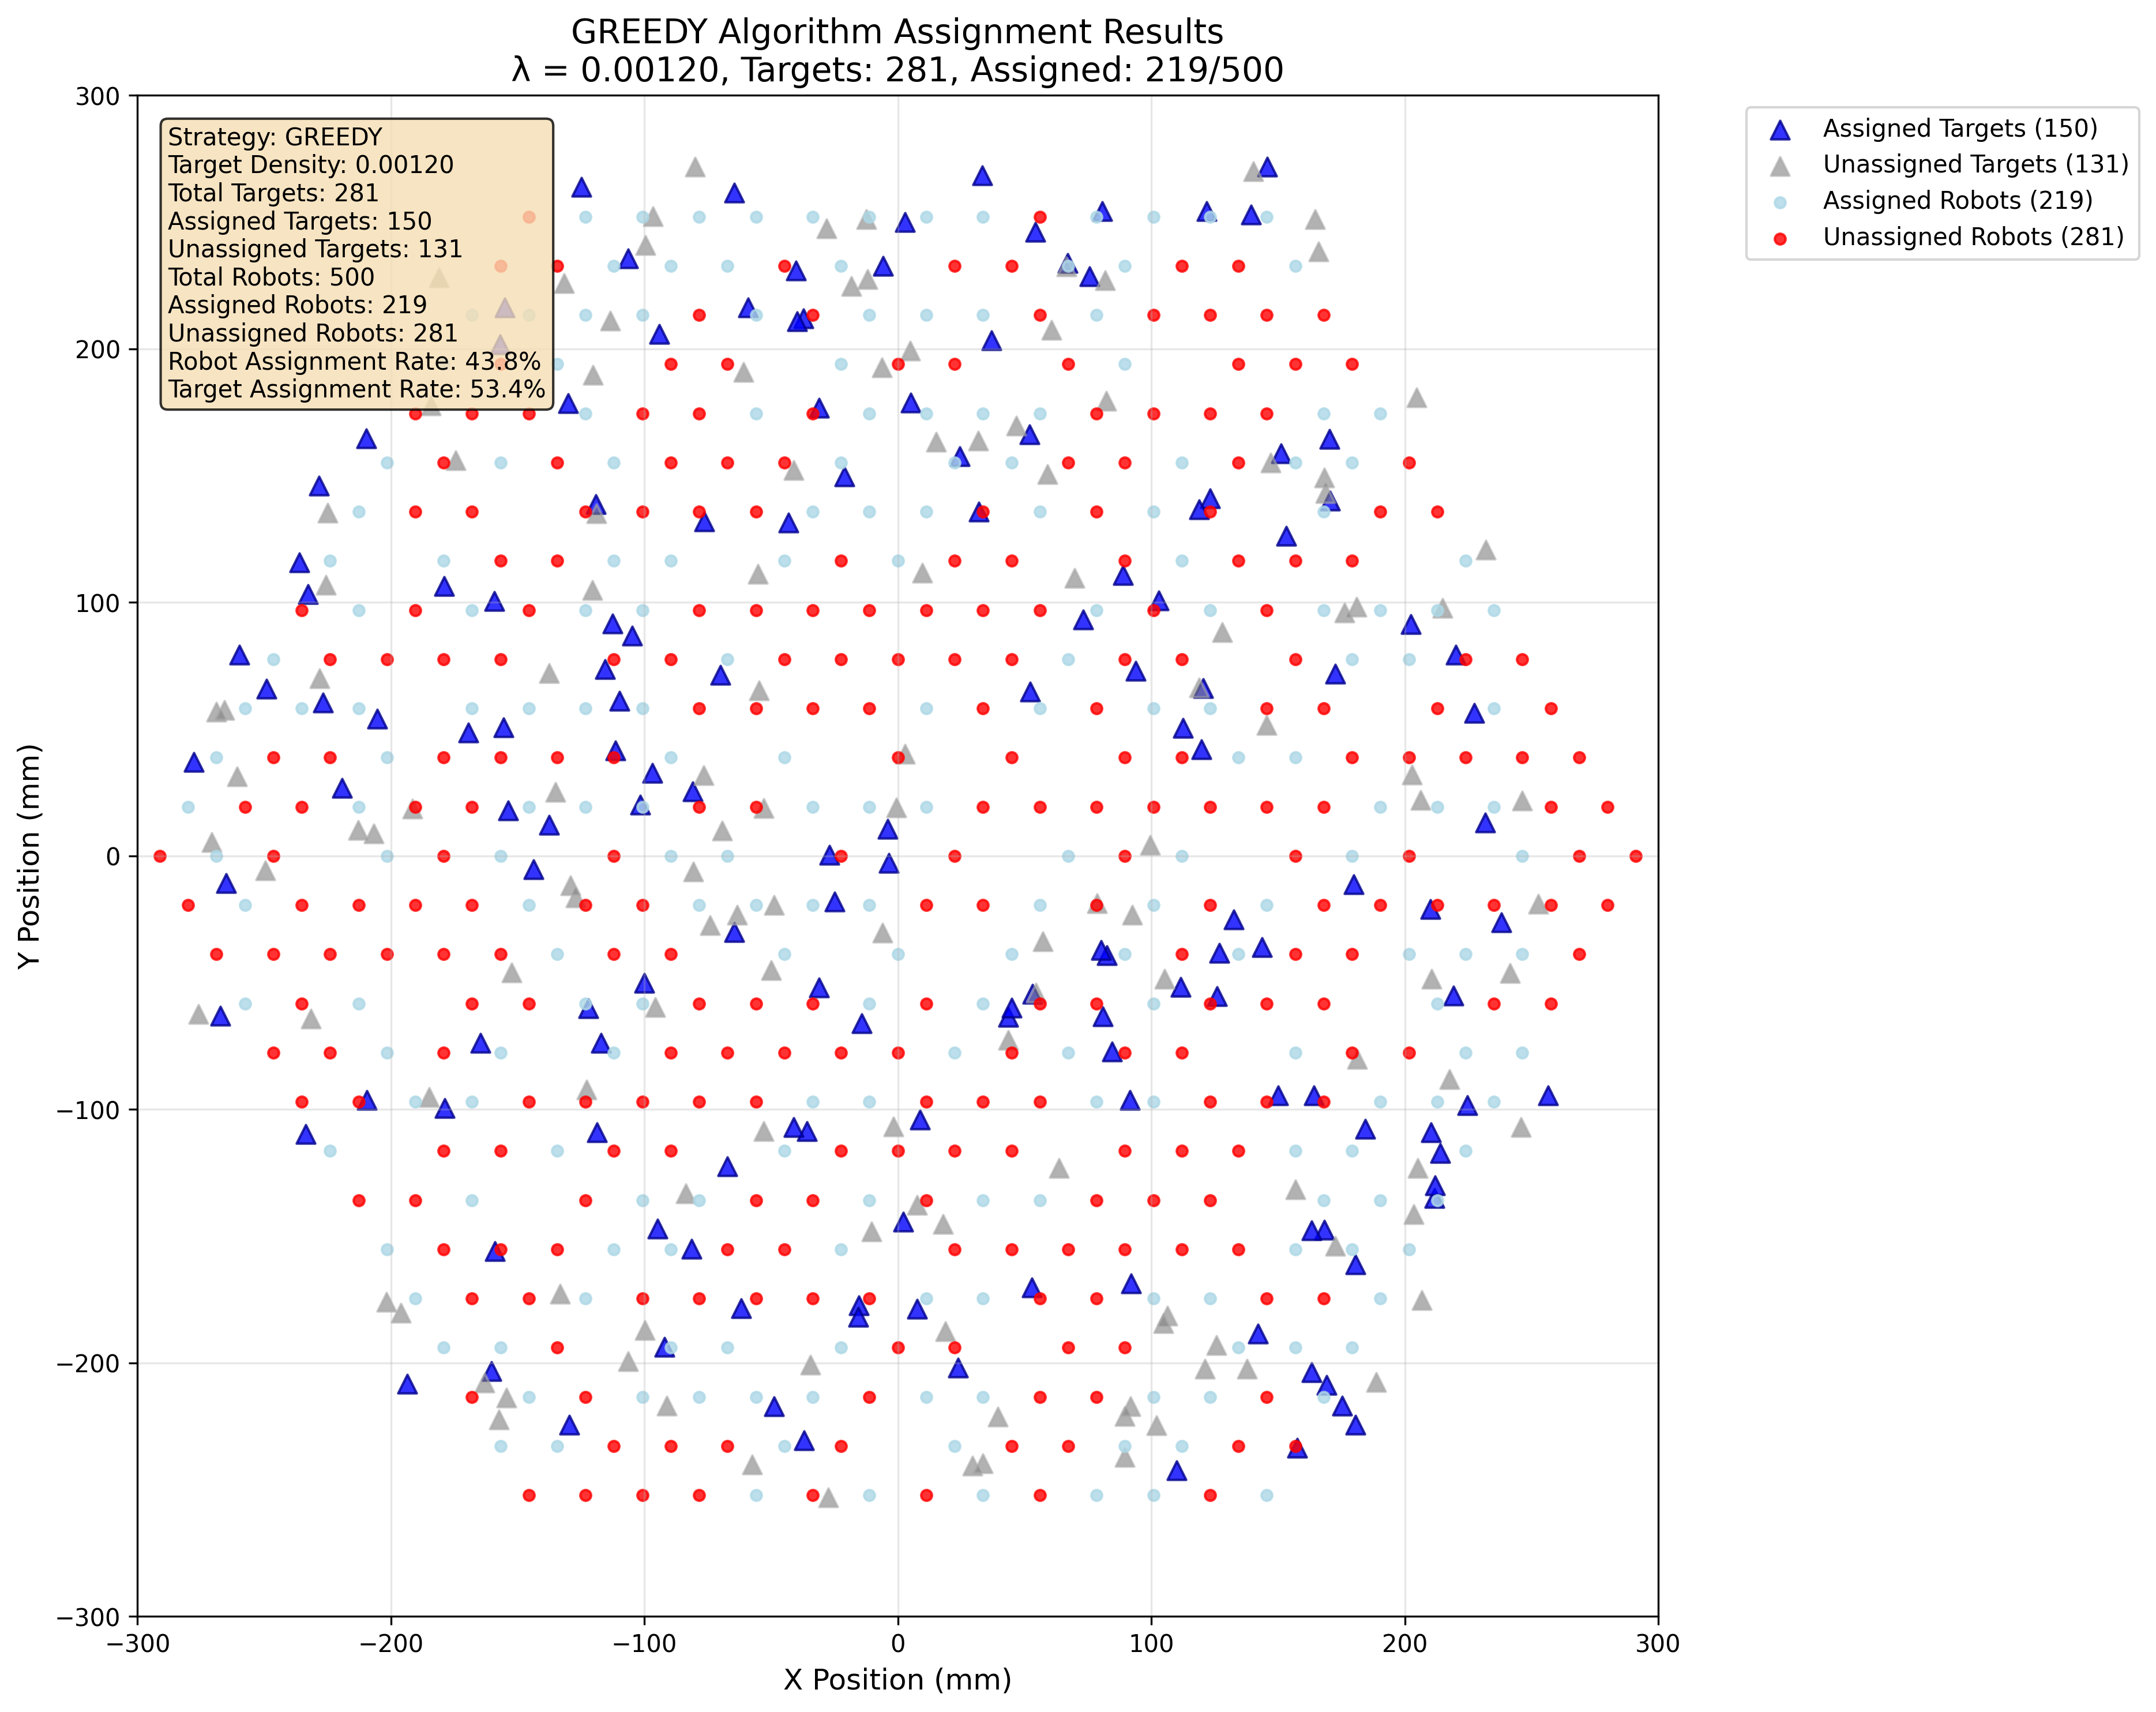 GREEDY Algorithm Assignment Results
λ = 0.00120, Targets: 281, Assigned: 219/500
Strategy: GREEDY
Target Density: 0.00120
Total Targets: 281
Assigned Targets: 150
Unassigned Targets: 131
Total Robots: 500
Assigned Robots: 219
Unassigned Robots: 281
Robot Assignment Rate: 43.8%
Target Assignment Rate: 53.4%
Assigned Targets (150)
Unassigned Targets (131)
Assigned Robots (219)
Unassigned Robots (281)
Y Position (mm)
300
200
100
0
−100
−200
−300
−300
−200
−100
0
100
200
300
X Position (mm)